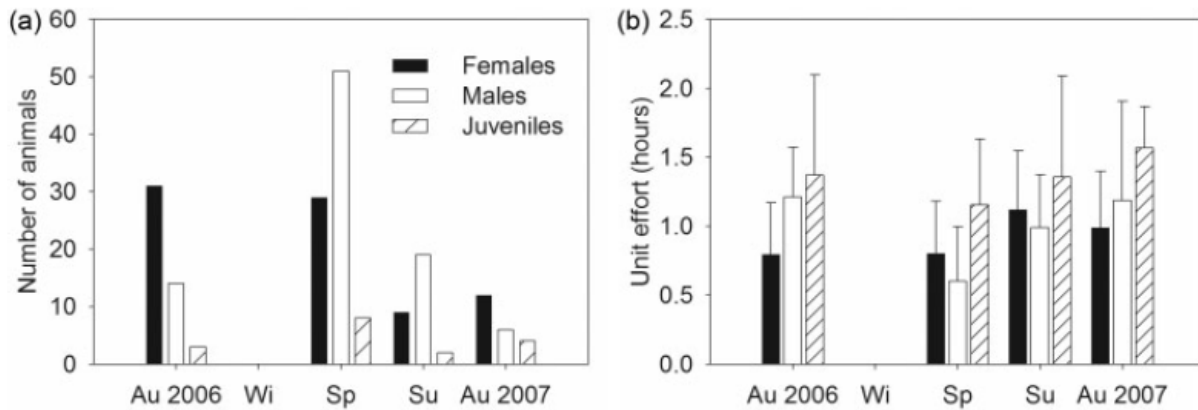 (a)
Number of animals
60
50
40
30
20
10
0
Females
Males
Juveniles
Au 2006 Wi Sp Su Au 2007
(b)
Unit effort (hours)
2.5
2.0
1.5
1.0
0.5
0.0
Au 2006 Wi Sp Su Au 2007